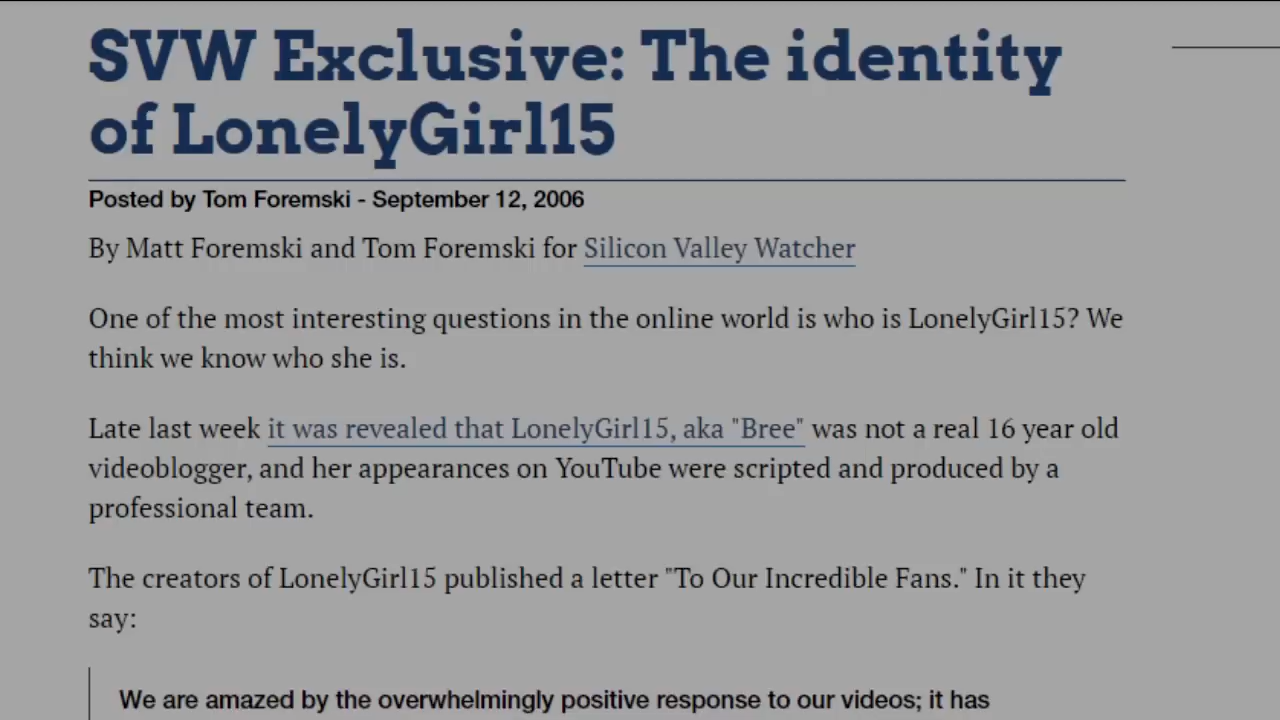 SVW Exclusive: The identity
of LonelyGirl15
Posted by Tom Foremski - September 12, 2006
By Matt Foremski and Tom Foremski for Silicon Valley Watcher
One of the most interesting questions in the online world is who is LonelyGirl15? We
think we know who she is.
Late last week it was revealed that LonelyGirl15, aka "Bree" was not a real 16 year old
videoblogger, and her appearances on YouTube were scripted and produced by a
professional team.
The creators of LonelyGirl15 published a letter "To Our Incredible Fans." In it they
say:
We are amazed by the overwhelmingly positive response to our videos; it has